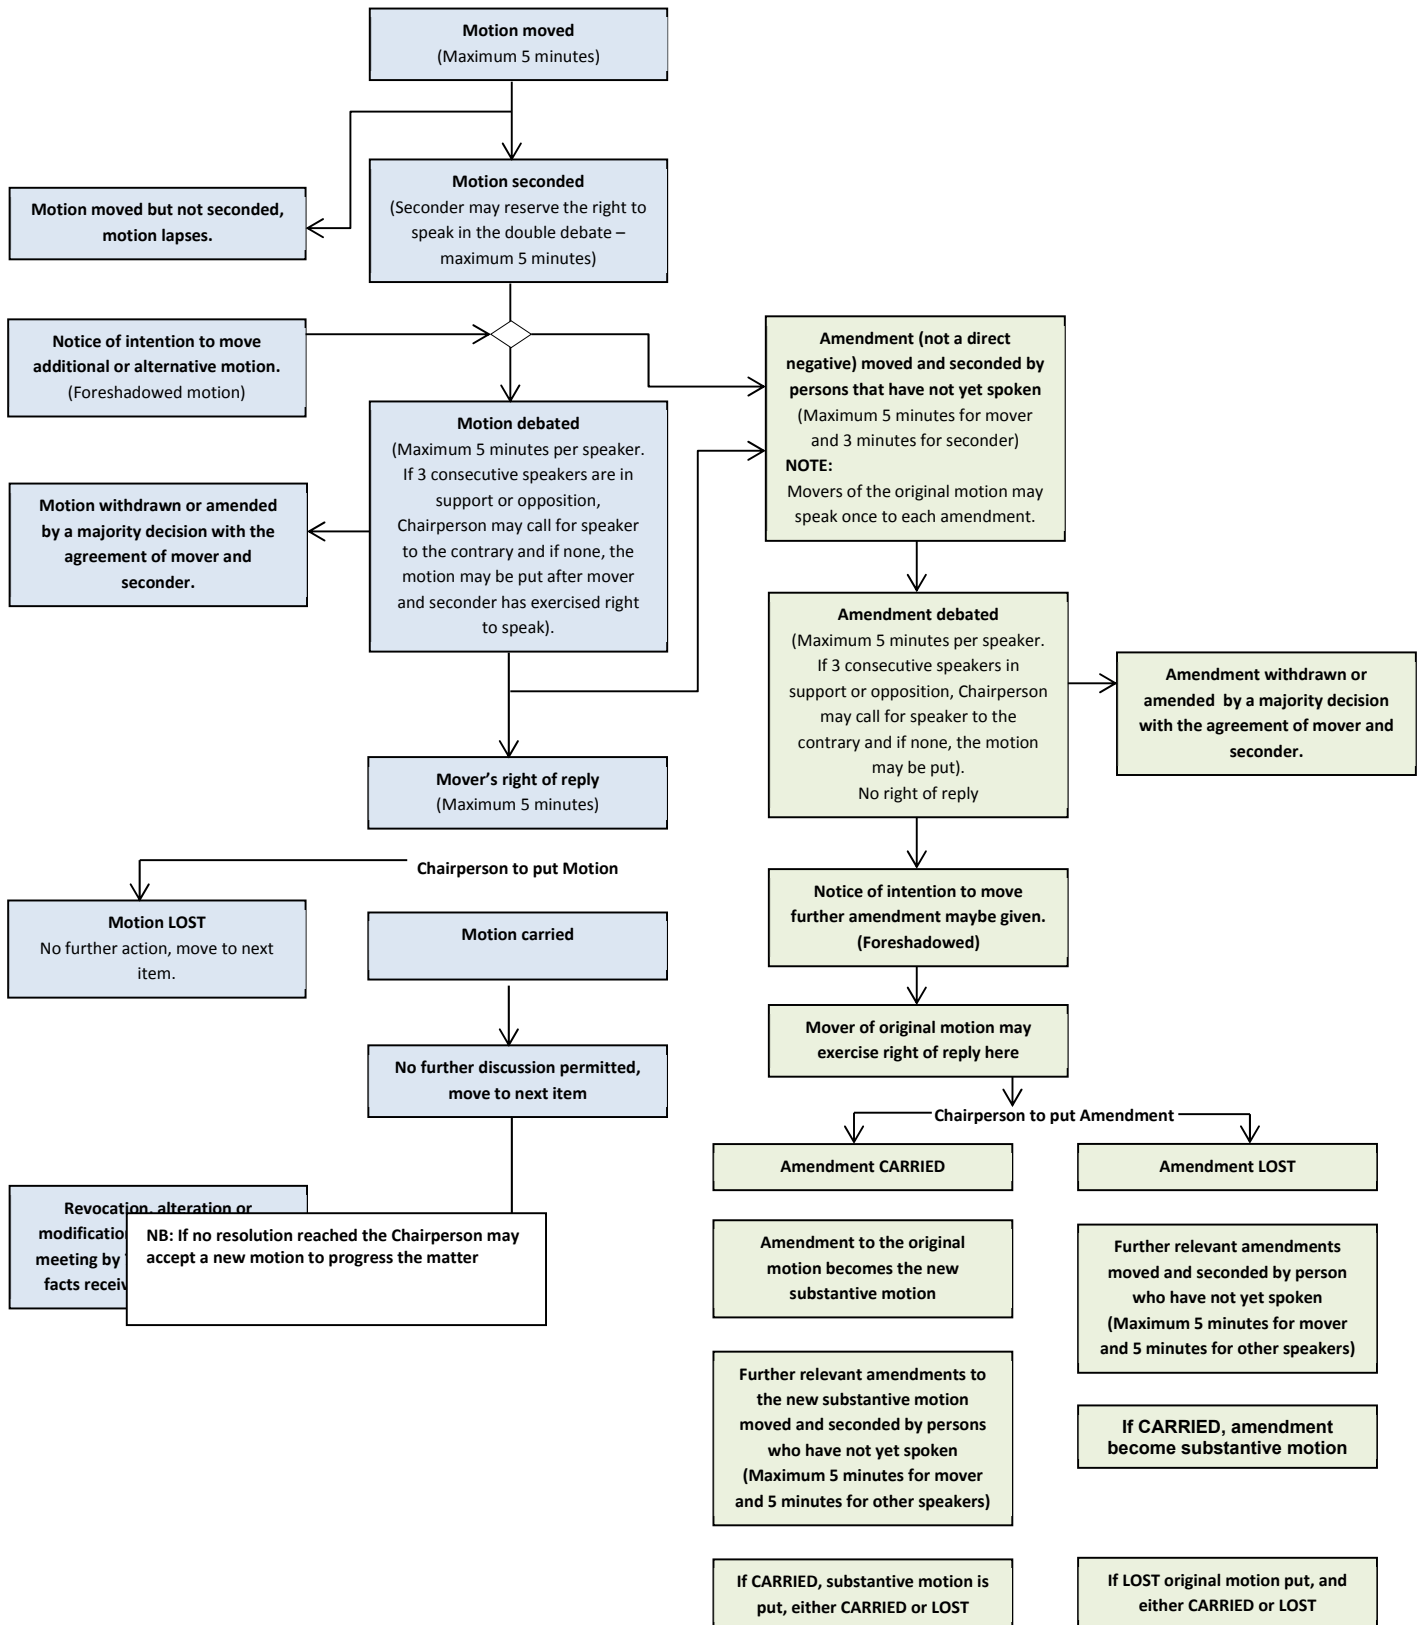 Motion moved
(Maximum 5 minutes)
Motion seconded
(Seconder may reserve the right to
speak in the double debate –
maximum 5 minutes)
Motion moved but not seconded,
motion lapses.
Notice of intention to move
additional or alternative motion.
(Foreshadowed motion)
Motion debated
(Maximum 5 minutes per speaker.
If 3 consecutive speakers are in
support or opposition,
Chairperson may call for speaker
to the contrary and if none, the
motion may be put after mover
and seconder has exercised right
to speak).
Motion withdrawn or amended
by a majority decision with the
agreement of mover and
seconder.
Mover’s right of reply
(Maximum 5 minutes)
Chairperson to put Motion
Motion LOST
No further action, move to next
item.
Motion carried
No further discussion permitted,
move to next item
Revocation, alteration or
modification
meeting by
facts
NB: If no resolution reached the Chairperson may
accept a new motion to progress the matter
Amendment (not a direct
negative) moved and seconded by
persons that have not yet spoken
(Maximum 5 minutes for mover
and 3 minutes for seconder)
NOTE:
Movers of the original motion may
speak once to each amendment.
Amendment debated
(Maximum 5 minutes per speaker.
If 3 consecutive speakers in
support or opposition, Chairperson
may call for speaker to the
contrary and if none, the motion
may be put).
No right of reply
Amendment withdrawn or
amended by a majority decision
with the agreement of mover and
seconder.
Notice of intention to move
further amendment maybe given.
(Foreshadowed)
Mover of original motion may
exercise right of reply here
Chairperson to put Amendment
Amendment CARRIED
Amendment to the original
motion becomes the new
substantive motion
Further relevant amendments to
the new substantive motion
moved and seconded by persons
who have not yet spoken
(Maximum 5 minutes for mover
and 5 minutes for other speakers)
If CARRIED, substantive motion is
put, either CARRIED or LOST
Amendment LOST
Further relevant amendments
moved and seconded by person
who have not yet spoken
(Maximum 5 minutes for mover
and 5 minutes for other speakers)
If CARRIED, amendment
become substantive motion
If LOST original motion put, and
either CARRIED or LOST